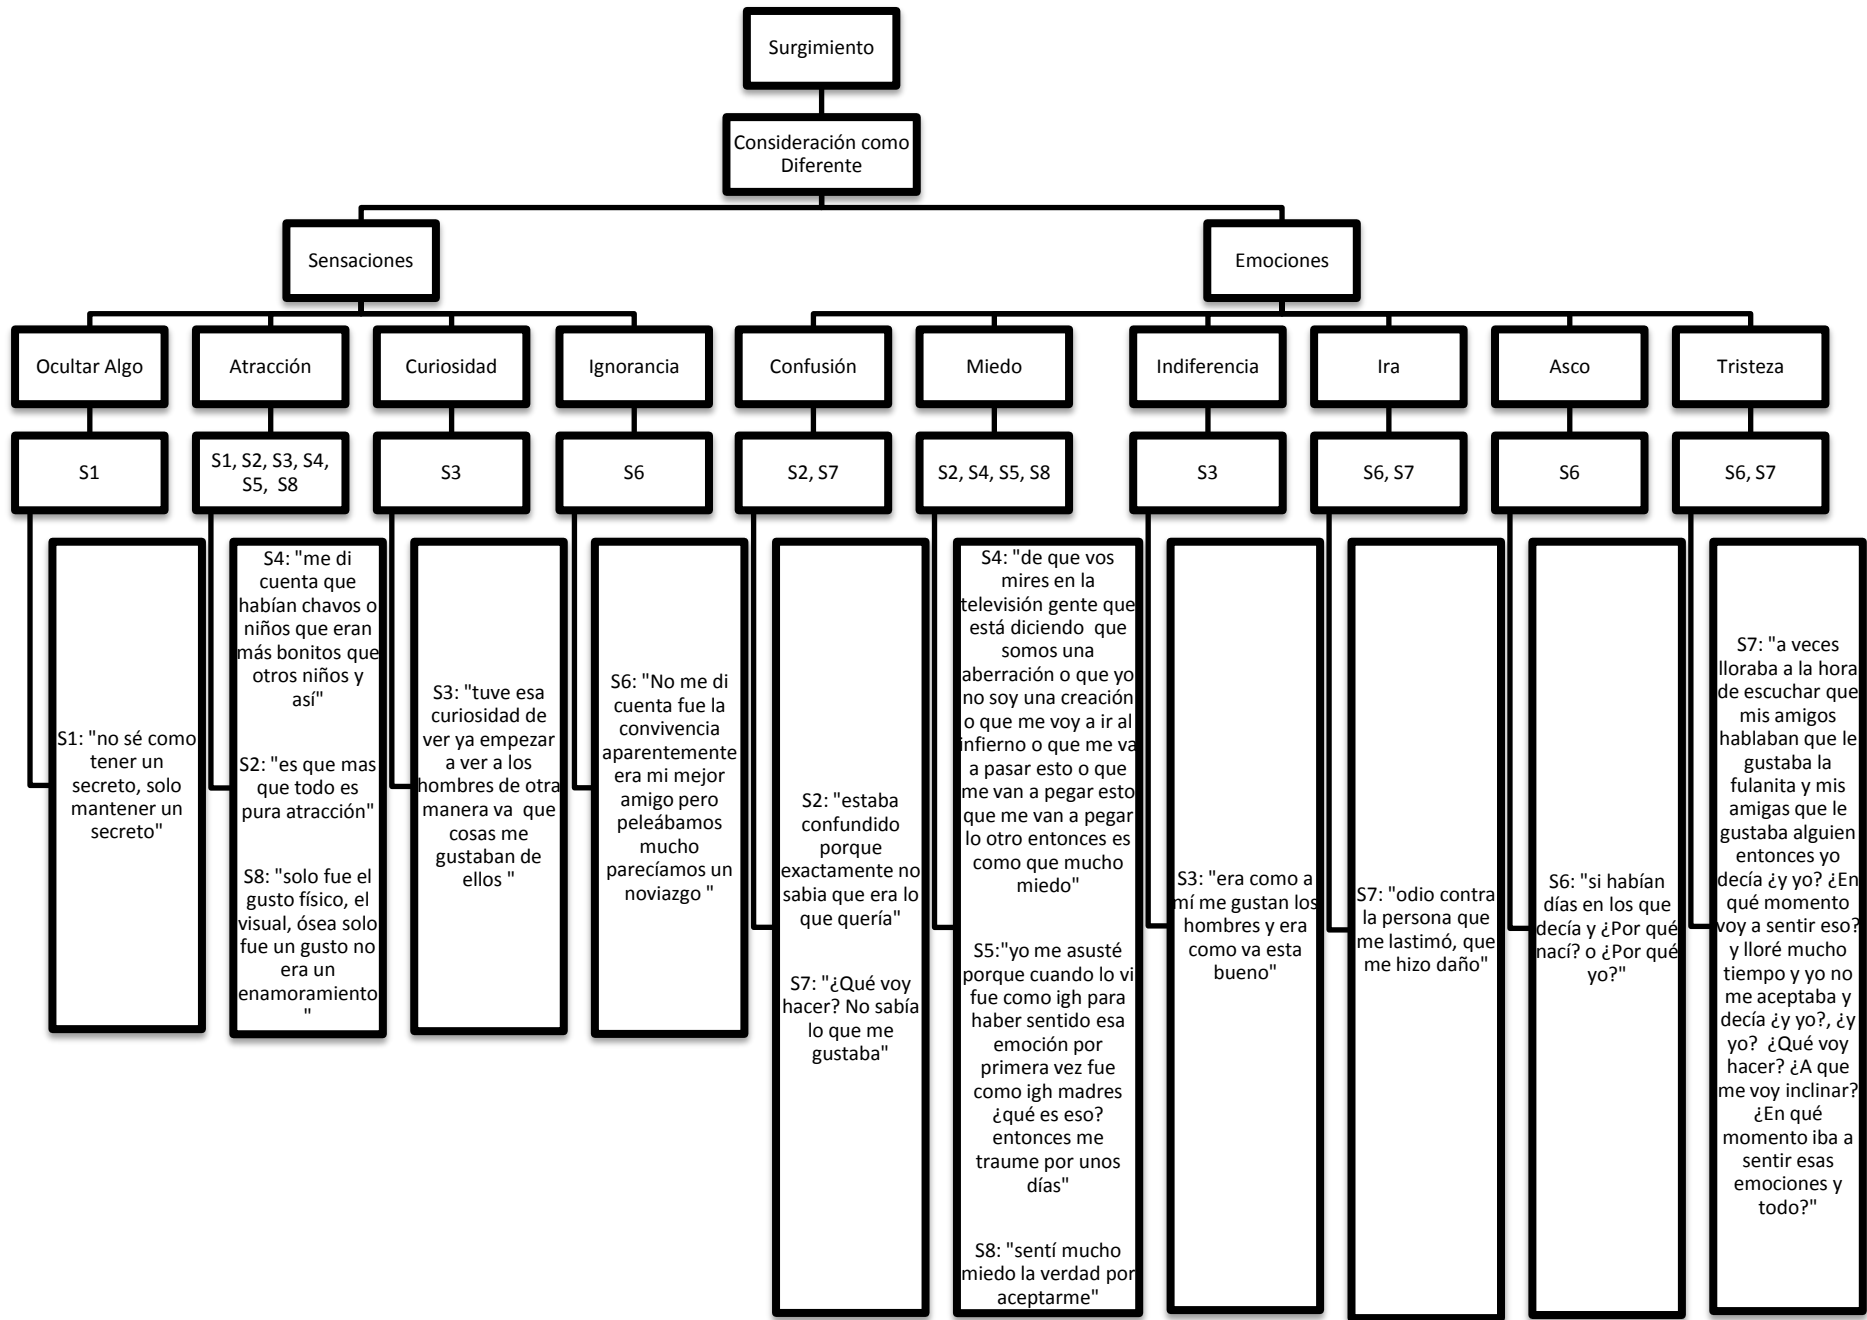 Surgimiento
Consideración como
Diferente
Sensaciones
Emociones
Ocultar Algo
Atracción
Curiosidad
Ignorancia
Confusión
Miedo
Indiferencia
Ira
Asco
Tristeza
S1
S1, S2, S3, S4,
S5,  S8
S3
S6
S2, S7
S2, S4, S5, S8
S3
S6, S7
S6
S6, S7
S1: "no sé como
tener un
secreto, solo
mantener un
secreto"
S4: "me di
cuenta que
habían chavos o
niños que eran
más bonitos que
otros niños y
así"
S2: "es que mas
que todo es
pura atracción"
S8: "solo fue el
gusto físico, el
visual, ósea solo
fue un gusto no
era un
enamoramiento
"
S3: "tuve esa
curiosidad de
ver ya empezar
a ver a los
hombres de otra
manera va  que
cosas me
gustaban de
ellos "
S6: "No me di
cuenta fue la
convivencia
aparentemente
era mi mejor
amigo pero
peleábamos
mucho
parecíamos un
noviazgo "
S2: "estaba
confundido
porque
exactamente no
sabia que era lo
que quería"
S7: "¿Qué voy
hacer? No sabía
lo que me
gustaba"
S4: "de que vos
mires en la
televisión gente que
está diciendo  que
somos una
aberración o que yo
no soy una creación
o que me voy a ir al
infierno o que me va
a pasar esto o que
me van a pegar esto
que me van a pegar
lo otro entonces es
como que mucho
miedo"
S5:"yo me asusté
porque cuando lo vi
fue como igh para
haber sentido esa
emoción por
primera vez fue
como igh madres
¿qué es eso?
entonces me
traume por unos
días"
S8: "sentí mucho
miedo la verdad por
aceptarme"
S3: "era como a
mí me gustan los
hombres y era
como va esta
bueno"
S7: "odio contra
la persona que
me lastimó, que
me hizo daño"
S6: "si habían
días en los que
decía y ¿Por qué
nací? o ¿Por qué
yo?"
S7: "a veces
lloraba a la hora
de escuchar que
mis amigos
hablaban que le
gustaba la
fulanita y mis
amigas que le
gustaba alguien
entonces yo
decía ¿y yo? ¿En
qué momento
voy a sentir eso?
y lloré mucho
tiempo y yo no
me aceptaba y
decía ¿y yo?, ¿y
yo?  ¿Qué voy
hacer? ¿A que
me voy inclinar?
¿En qué
momento iba a
sentir esas
emociones y
todo?"